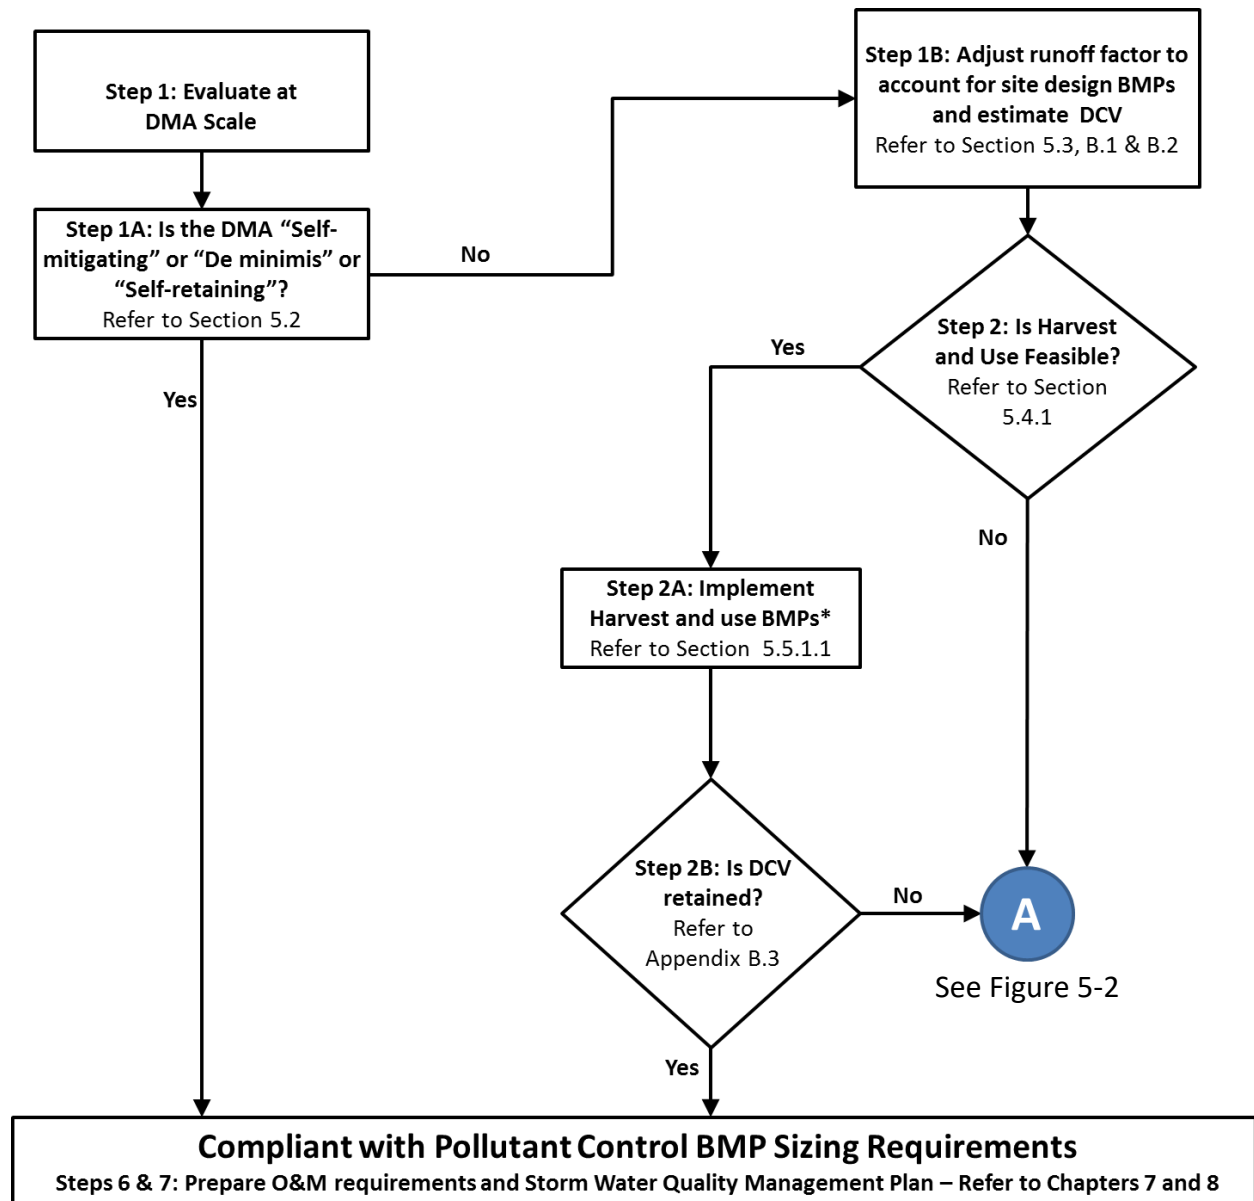 Step 1: Evaluate at
DMA Scale
Step 1A: Is the DMA “Self-
mitigating” or “De minimis” or
“Self-retaining”?
Refer to Section 5.2
No
Yes
Step 1B: Adjust runoff factor to
account for site design BMPs
and estimate DCV
Refer to Section 5.3, B.1 & B.2
Step 2: Is Harvest
and Use Feasible?
Refer to Section
5.4.1
Yes
No
Step 2A: Implement
Harvest and use BMPs*
Refer to Section 5.5.1.1
Step 2B: Is DCV
retained?
Refer to
Appendix B.3
No
A
See Figure 5-2
Yes
Compliant with Pollutant Control BMP Sizing Requirements
Steps 6 & 7: Prepare O&M requirements and Storm Water Quality Management Plan – Refer to Chapters 7 and 8